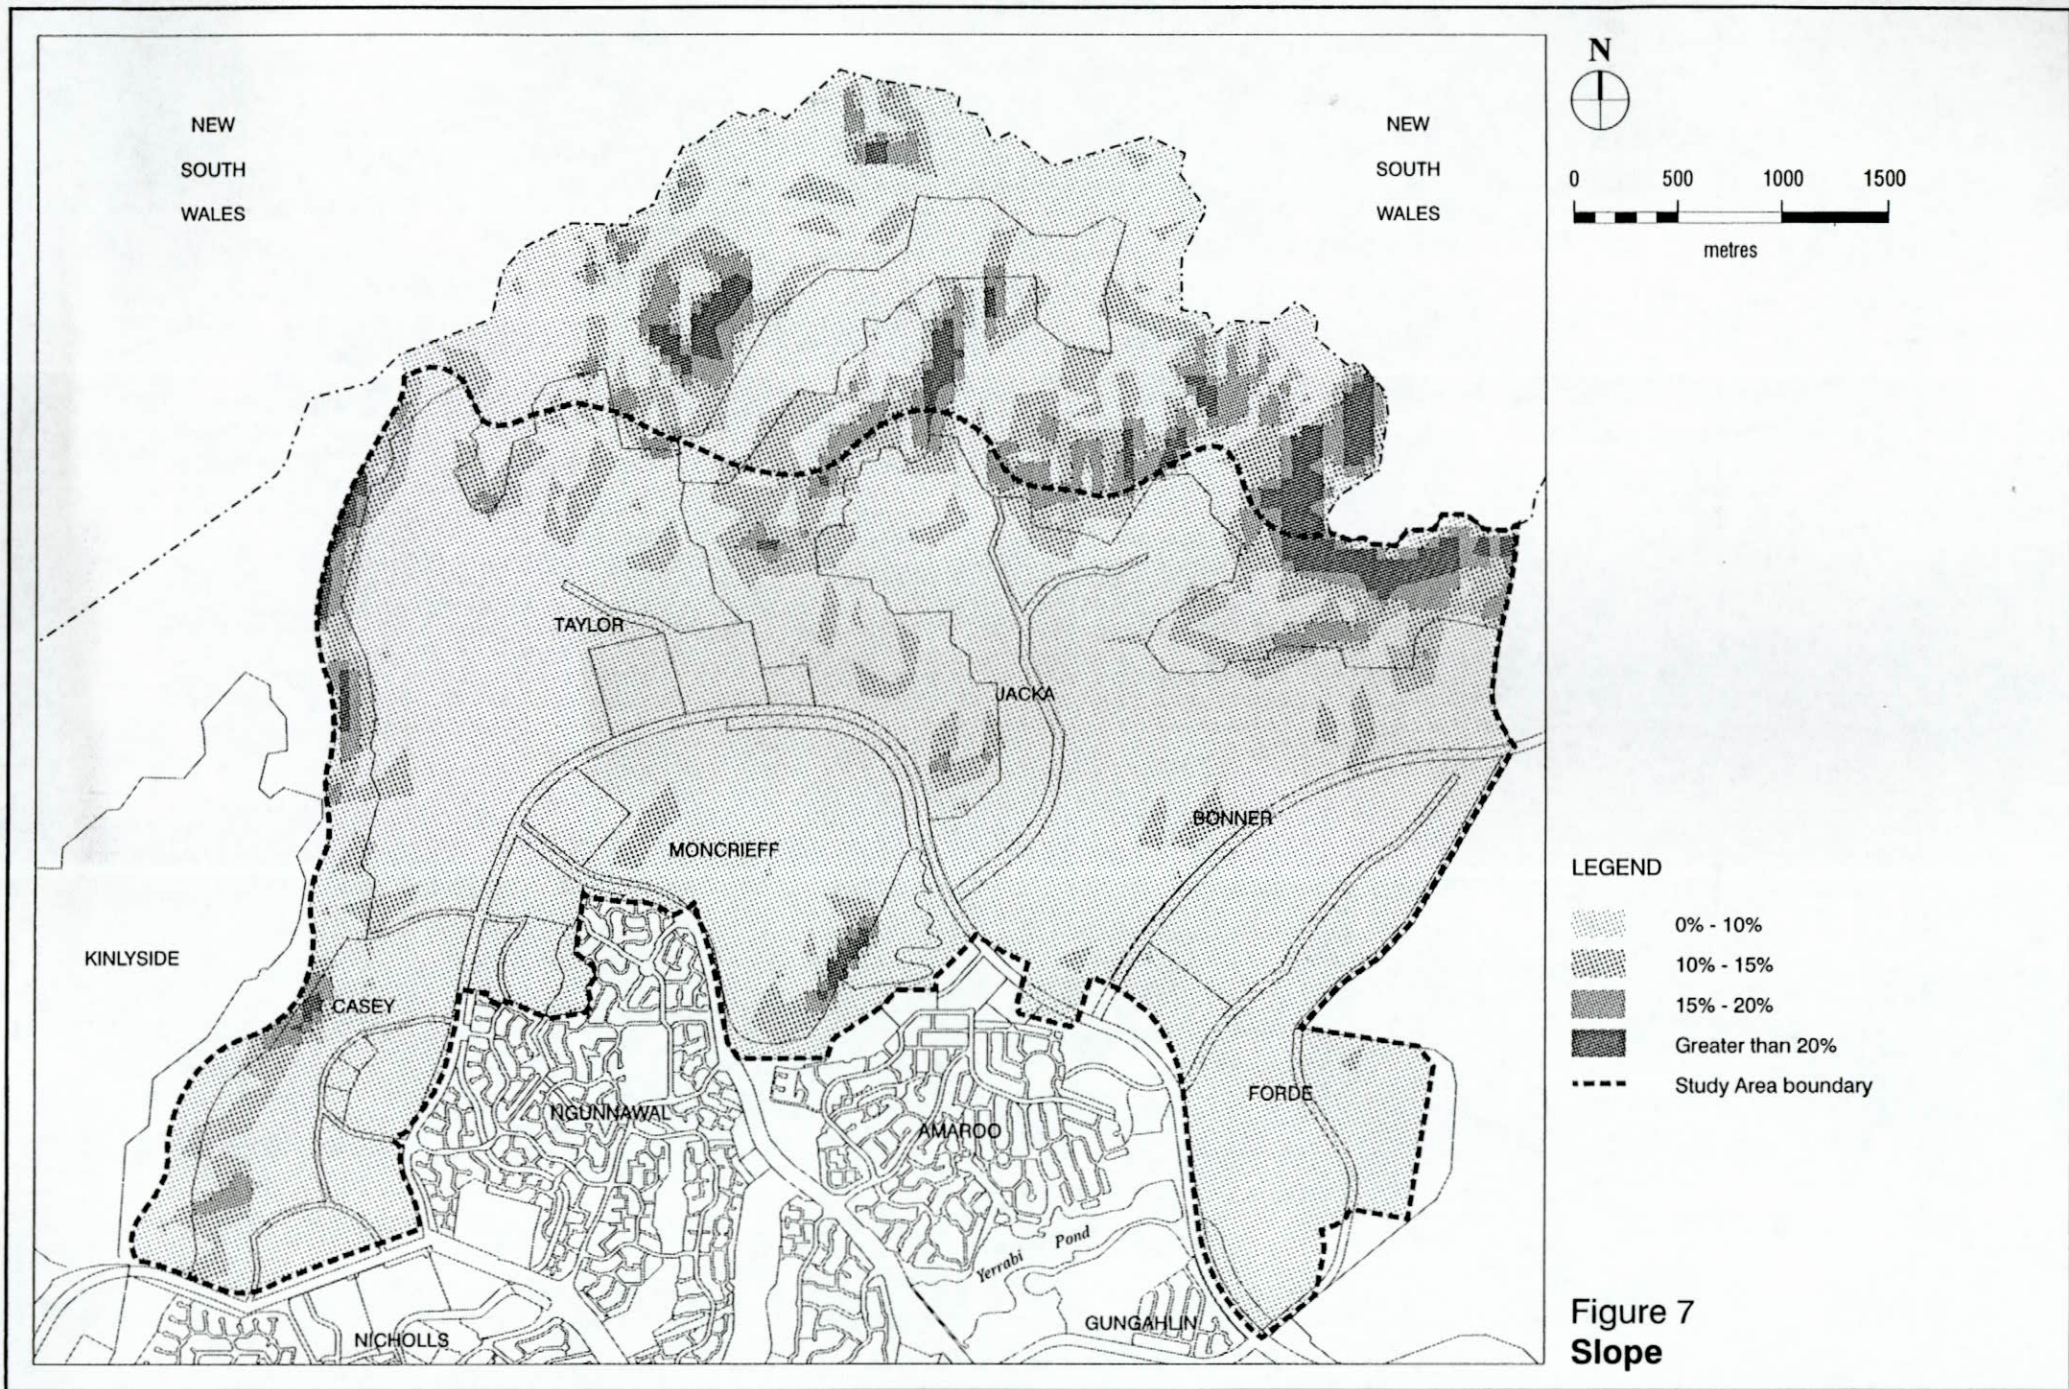 NEW
SOUTH
WALES
NEW
SOUTH
WALES
N
0 500 1000 1500
metres
TAYLOR
JACKA
BONNER
MONCRIEFF
KINLYSIDE
CASEY
NGUNNAWAL
AMAROO
FORDE
Yerrabi Pond
GUNGAHLIN
NICHOLLS
LEGEND
0% - 10%
10% - 15%
15% - 20%
Greater than 20%
Study Area boundary
Figure 7
Slope